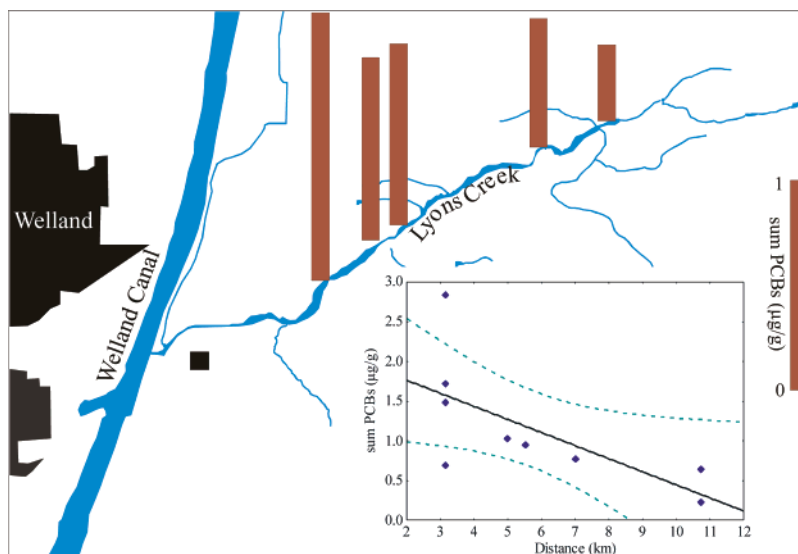 Welland
Welland Canal
Lyons Creek
1
sum PCBs (µg/g)
0
3.0
2.5
2.0
1.5
1.0
0.5
0.0
sum PCBs (µg/g)
2 3 4 5 6 7 8 9 10 11 12
Distance (km)